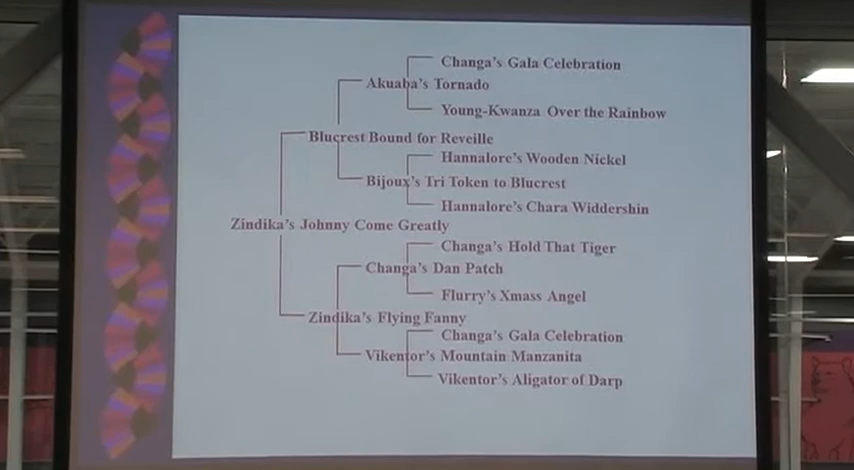 Changa's Gala Celebration
Akuaba's Tornado
Young-Kwanza Over the Rainbow
Blucrest Bound for Reveille
Hannalore's Wooden Nickel
Bijoux's Tri Token to Blucrest
Hannalore's Chara Widdershin
Zindika's Johnny Come Greatly
Changa's Hold That Tiger
Changa's Dan Patch
Flurry's Xmass Angel
Zindika's Flying Fanny
Changa's Gala Celebration
Vikentor's Mountain Manzanita
Vikentor's Aligator of Darp